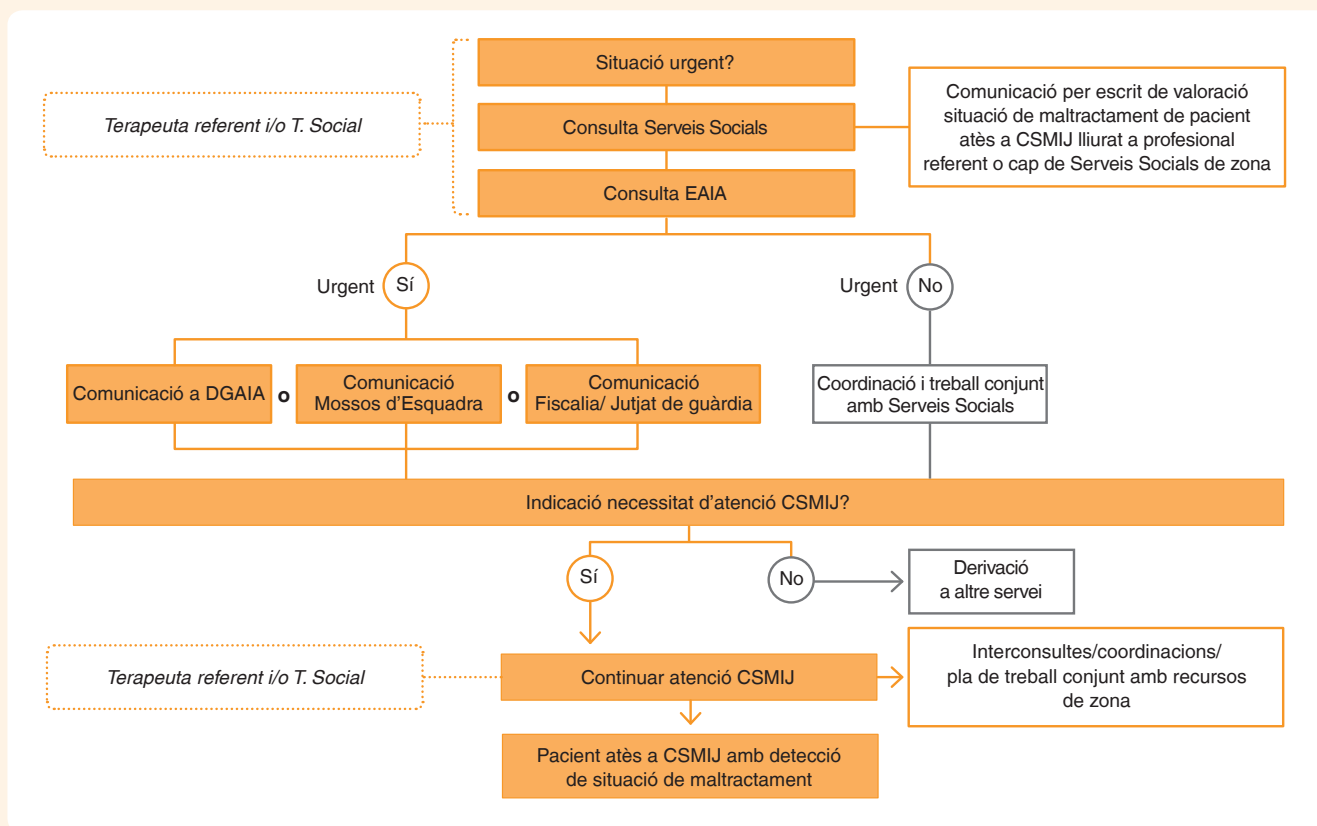 Situació urgent?
Terapeuta referent i/o T. Social
Consulta Serveis Socials
Comunicació per escrit de valoració
situació de maltractament de pacient
atès a CSMIJ lliurat a profesional
referent o cap de Serveis Socials de zona
Consulta EAIA
Urgent Sí
Urgent No
Comunicació a DGAIA
o
Comunicació
Mossos d'Esquadra
o
Comunicació
Fiscalia/ Jutjat de guàrdia
Coordinació i treball conjunt
amb Serveis Socials
Indicació necessitat d'atenció CSMIJ?
Sí
No
Derivació
a altre servei
Terapeuta referent i/o T. Social
Continuar atenció CSMIJ
Interconsultes/coordinacions/
pla de treball conjunt amb recursos
de zona
Pacient atès a CSMIJ amb detecció
de situació de maltractament